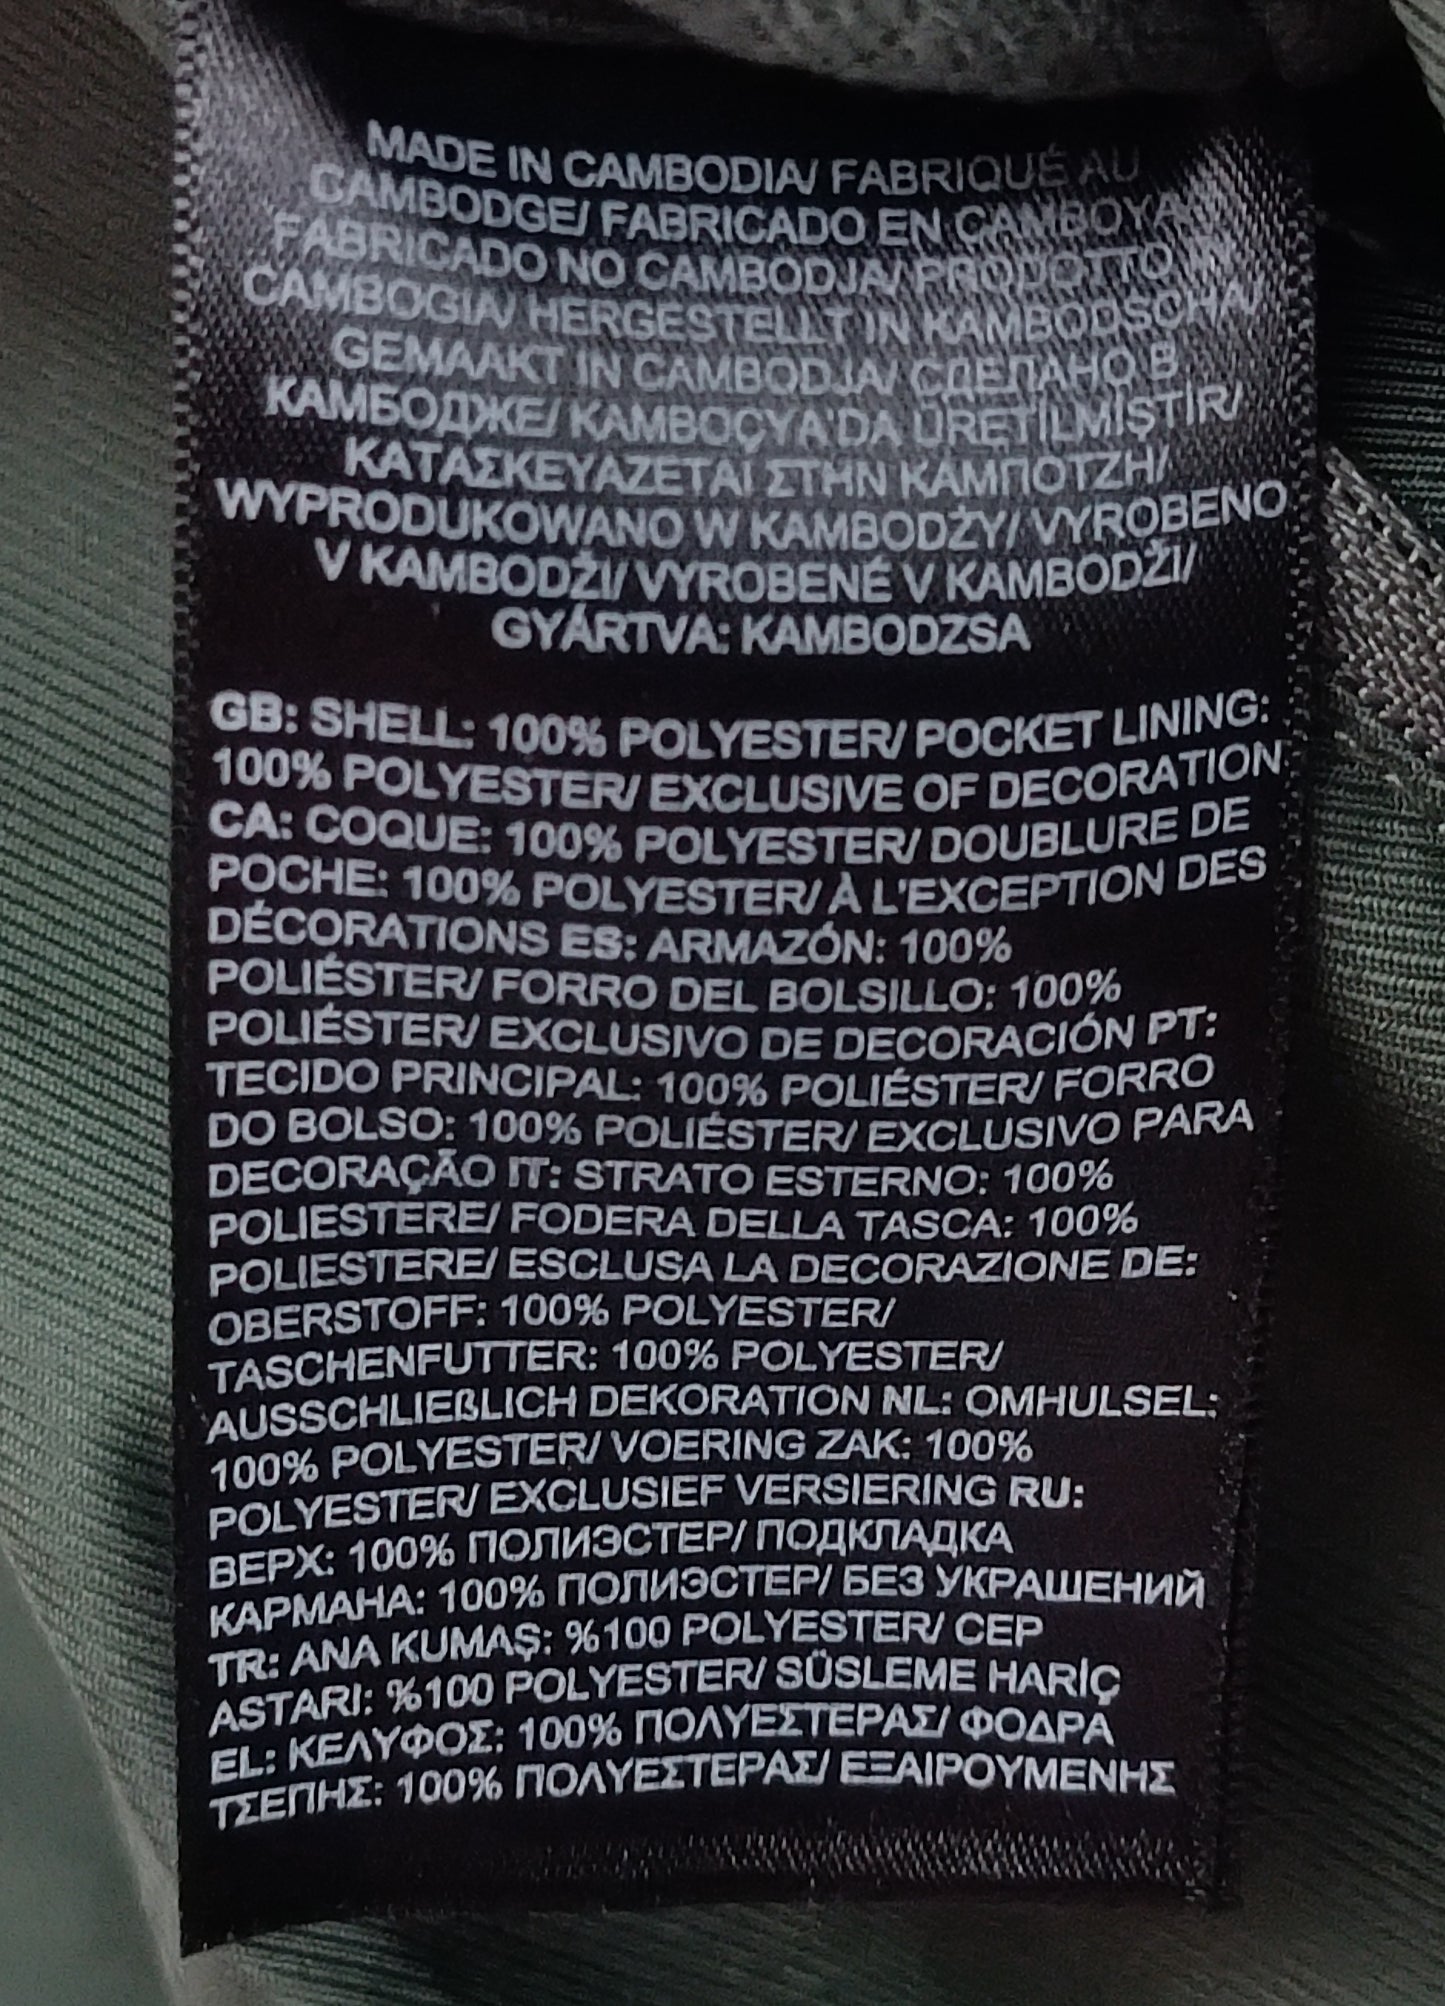 MADE IN CAMBODIA/ FABRIQUÉ AU
CAMBODGE/ FABRICADO EN CAMBOYA/
FABRICADO NO CAMBODJA/ PRODOTTO IN
CAMBOGIA/ HERGESTELLT IN KAMBODSCHA/
GEMAAKT IN CAMBODJA/ СДЕЛАНО В
КАМБОДЖЕ/ KAMBOÇYA'DA ÜRETİLMİŞTİR/
ΚΑΤΑΣΚΕΥΑΖΕΤΑΙ ΣΤΗΝ ΚΑΜΠΟΤΖΗ/
WYPRODUKOWANO W KAMBODŻY/ VYROBENO
V KAMBODŽI/ VYROBENÉ V KAMBODŽI/
GYÁRTVA: KAMBODZSA
GB: SHELL: 100% POLYESTER/ POCKET LINING:
100% POLYESTER/ EXCLUSIVE OF DECORATION
CA: COQUE: 100% POLYESTER/ DOUBLURE DE
POCHE: 100% POLYESTER/ À L'EXCEPTION DES
DÉCORATIONS ES: ARMAZÓN: 100%
POLIÉSTER/ FORRO DEL BOLSILLO: 100%
POLIÉSTER/ EXCLUSIVO DE DECORACIÓN PT:
TECIDO PRINCIPAL: 100% POLIÉSTER/ FORRO
DO BOLSO: 100% POLIÉSTER/ EXCLUSIVO PARA
DECORAÇÃO IT: STRATO ESTERNO: 100%
POLIESTERE/ FODERA DELLA TASCA: 100%
POLIESTERE/ ESCLUSA LA DECORAZIONE DE:
OBERSTOFF: 100% POLYESTER/
TASCHENFUTTER: 100% POLYESTER/
AUSSCHLIEßLICH DEKORATION NL: OMHULSEL:
100% POLYESTER/ VOERING ZAK: 100%
POLYESTER/ EXCLUSIEF VERSIERING RU:
ВЕРХ: 100% ПОЛИЭСТЕР/ ПОДКЛАДКА
КАРМАНА: 100% ПОЛИЭСТЕР/ БЕЗ УКРАШЕНИЙ
TR: ANA KUMAŞ: %100 POLYESTER/ CEP
ASTARI: %100 POLYESTER/ SÜSLEME HARİÇ
EL: ΚΕΛΥΦΟΣ: 100% ΠΟΛΥΕΣΤΕΡΑΣ/ ΦΟΔΡΑ
ΤΣΕΠΗΣ: 100% ΠΟΛΥΕΣΤΕΡΑΣ/ ΕΞΑΙΡΟΥΜΕΝΗΣ